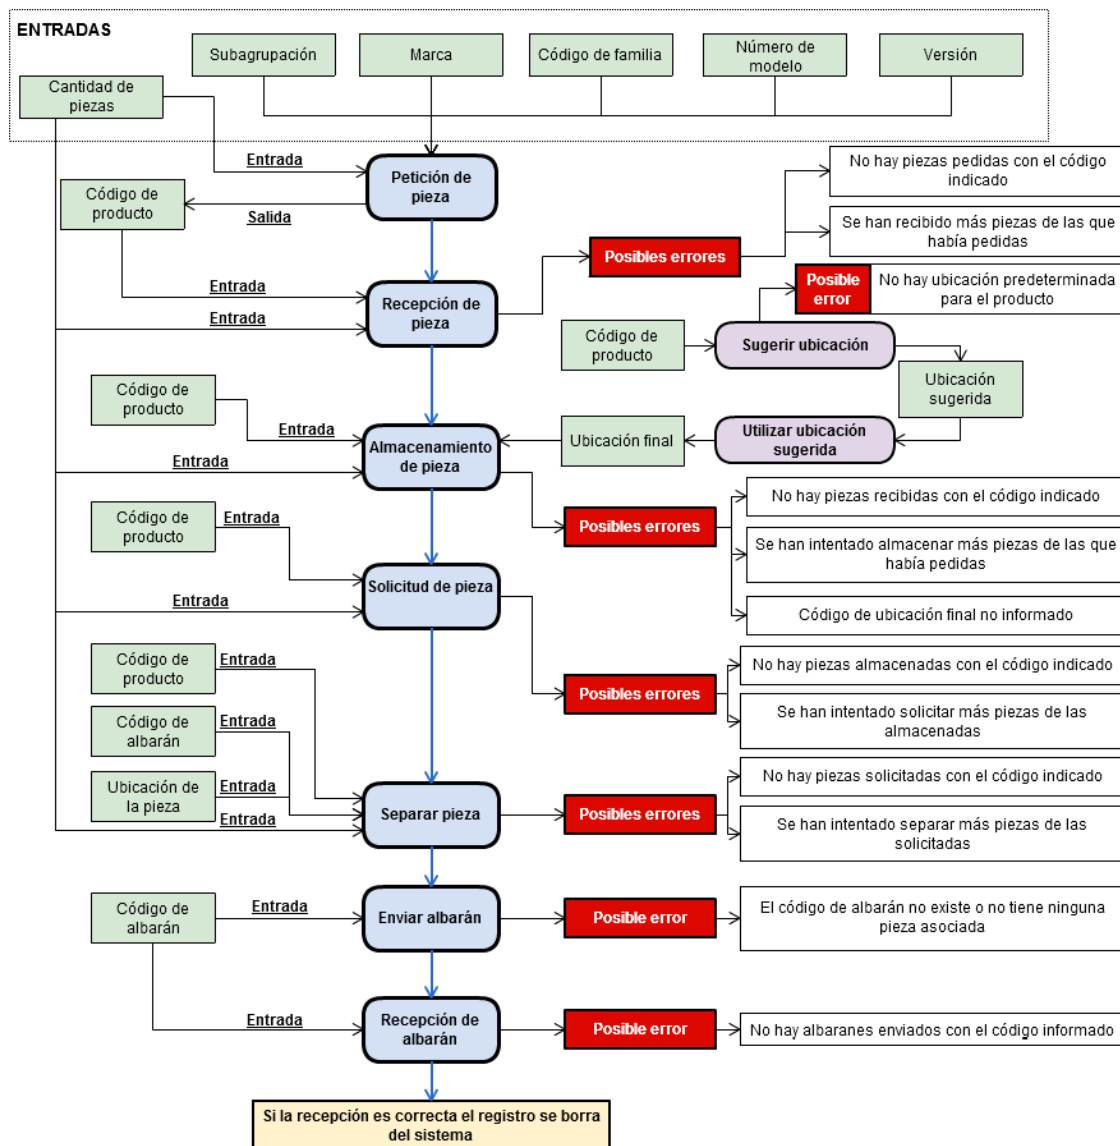 ENTRADAS
Subagrupación
Marca
Código de familia
Número de
modelo
Versión
Cantidad de
piezas
Entrada
Petición de
pieza
Código de
producto
Salida
No hay piezas pedidas con el código
indicado
Se han recibido más piezas de las que
había pedidas
Posibles errores
Posible
error
No hay ubicación predeterminada
para el producto
Entrada
Entrada
Recepción de
pieza
Código de
producto
Sugerir ubicación
Ubicación
sugerida
Código de
producto
Entrada
Almacenamiento
de pieza
Ubicación final
Utilizar ubicación
sugerida
Entrada
No hay piezas recibidas con el código indicado
Código de
producto
Entrada
Posibles errores
Se han intentado almacenar más piezas de las que
había pedidas
Solicitud de pieza
Entrada
Código de ubicación final no informado
Código de
producto
Entrada
No hay piezas almacenadas con el código indicado
Posibles errores
Se han intentado solicitar más piezas de las
almacenadas
Código de
albarán
Entrada
Ubicación de
la pieza
Entrada
No hay piezas solicitadas con el código indicado
Entrada
Separar pieza
Posibles errores
Se han intentado separar más piezas de las
solicitadas
Código de
albarán
Entrada
Enviar albarán
Posible error
El código de albarán no existe o no tiene ninguna
pieza asociada
Entrada
Recepción de
albarán
Posible error
No hay albaranes enviados con el código informado
Si la recepción es correcta el registro se borra
del sistema